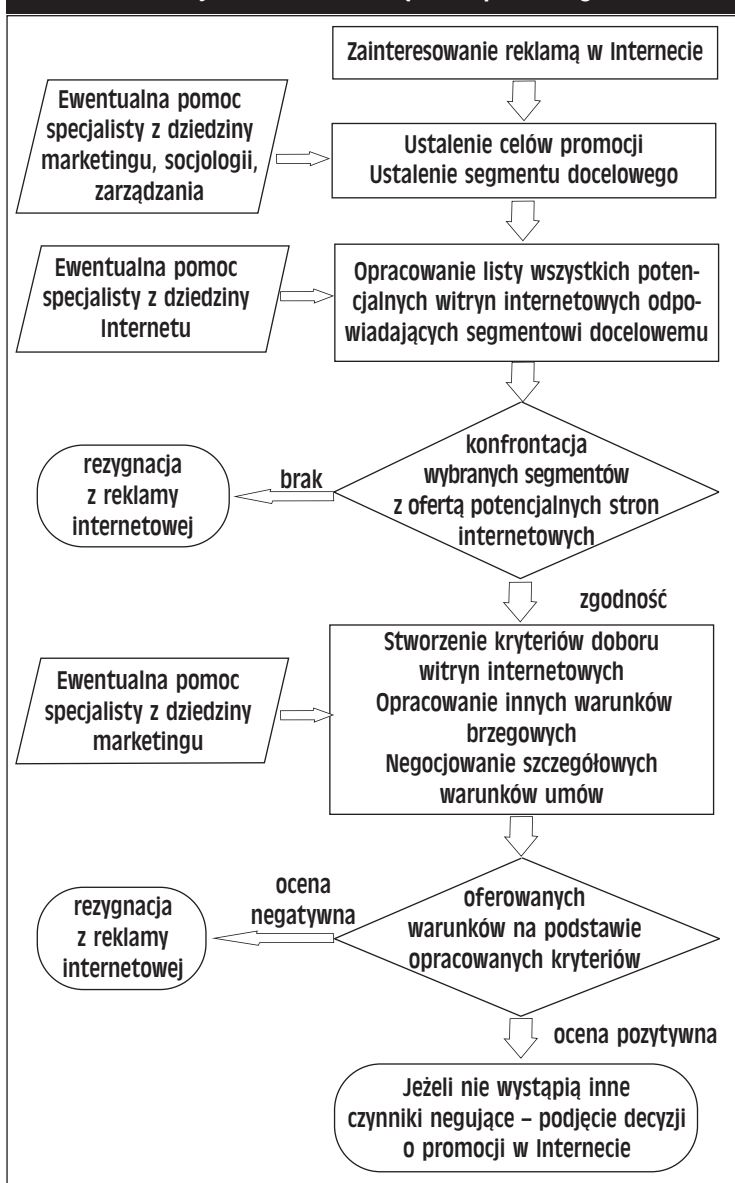 Zainteresowanie reklamą w Internecie
Ewentualna pomoc
specjalisty z dziedziny
marketingu, socjologii,
zarządzania
Ustalenie celów promocji
Ustalenie segmentu docelowego
Ewentualna pomoc
specjalisty z dziedziny
Internetu
Opracowanie listy wszystkich poten-
cjalnych witryn internetowych odpo-
wiadających segmentowi docelowemu
konfrontacja
wybranych segmentów
z ofertą potencjalnych stron
internetowych
brak
rezygnacja
z reklamy
internetowej
zgodność
Ewentualna pomoc
specjalisty z dziedziny
marketingu
Stworzenie kryteriów doboru
witryn internetowych
Opracowanie innych warunków
brzegowych
Negocjowanie szczegółowych
warunków umów
oferowanych
warunków na podstawie
opracowanych kryteriów
ocena
negatywna
rezygnacja
z reklamy
internetowej
ocena pozytywna
Jeżeli nie wystąpią inne
czynniki negujące – podjęcie decyzji
o promocji w Internecie